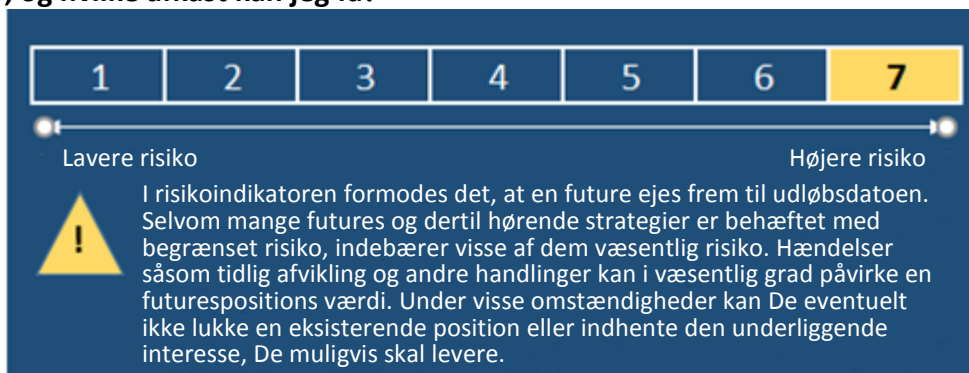 1 2 3 4 5 6 7
Lavere risiko Højere risiko
I risikoindikatoren formodes det, at en future ejes frem til udløbsdatoen.
Selvom mange futures og dertil hørende strategier er behæftet med
begrænset risiko, indebærer visse af dem væsentlig risiko. Hændelser
såsom tidlig afvikling og andre handlinger kan i væsentlig grad påvirke en
futurespositions værdi. Under visse omstændigheder kan De eventuelt
ikke lukke en eksisterende position eller indhente den underliggende
interesse, De muligvis skal levere.